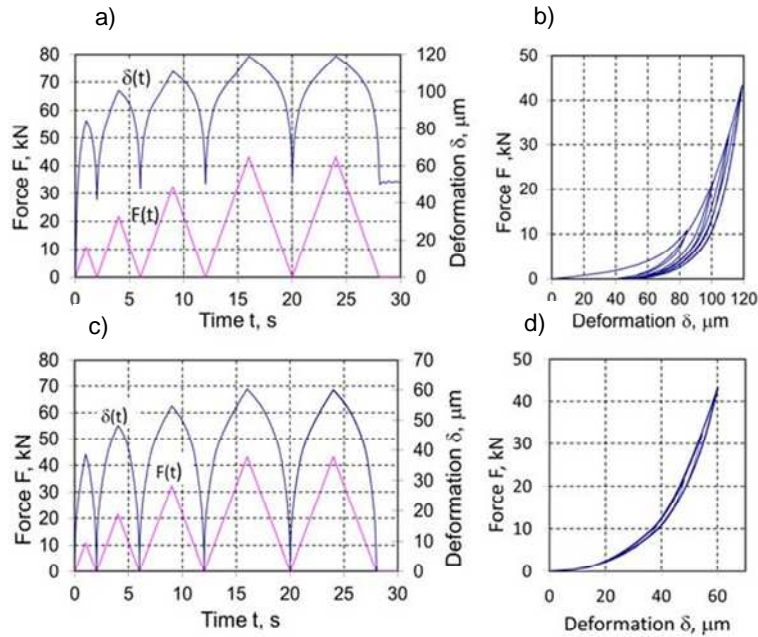 a)
Force F, kN
80
70
60
50
40
30
20
10
0
δ(t)
F(t)
120
100
80
60
40
20
0
Deformation δ, μm
0 5 10 15 20 25 30
Time t, s
b)
Force F ,kN
50
40
30
20
10
0
0 20 40 60 80 100 120
Deformation δ, μm
c)
Force F, kN
80
70
60
50
40
30
20
10
0
δ(t)
F(t)
70
60
50
40
30
20
10
0
Deformation δ, μm
0 5 10 15 20 25 30
Time t, s
d)
Force F, kN
50
40
30
20
10
0
0 20 40 60
Deformation δ, μm